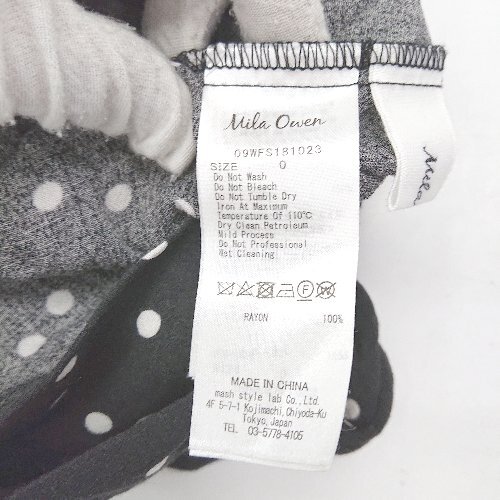 Mila Owen
09WFS181023
SIZE 0
Do Not Wash
Do Not Bleach
Do Not Tumble Dry
Iron At Maximum
Temperature Of 110℃
Dry Clean Petroleum
Mild Process
Do Not Professional
Wet Cleaning
RAYON 100%
MADE IN CHINA
mash style lab Co.,Ltd.
4F 5-7-1 Kojimachi,Chiyoda-Ku
Tokyo,Japan
TEL. 03-5778-4105